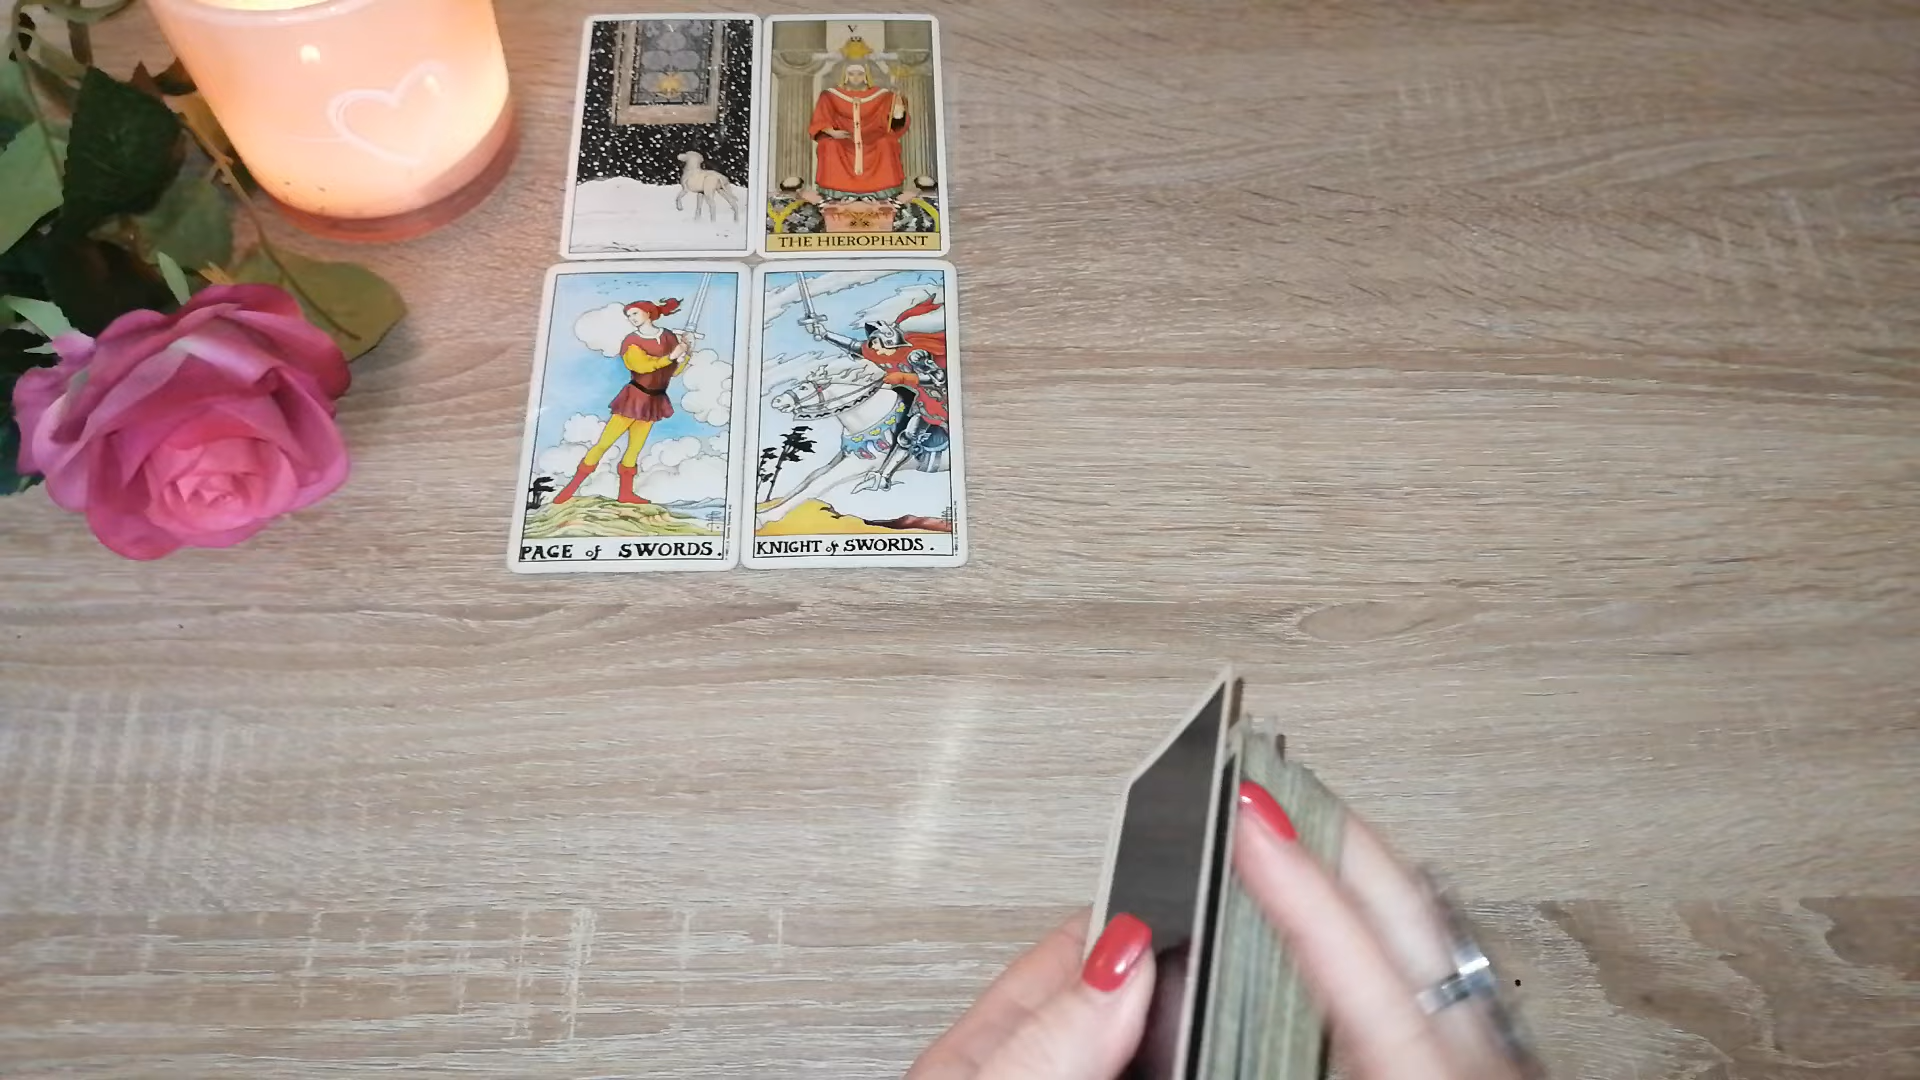 V
THE HIEROPHANT
PAGE of SWORDS.
KNIGHT of SWORDS.